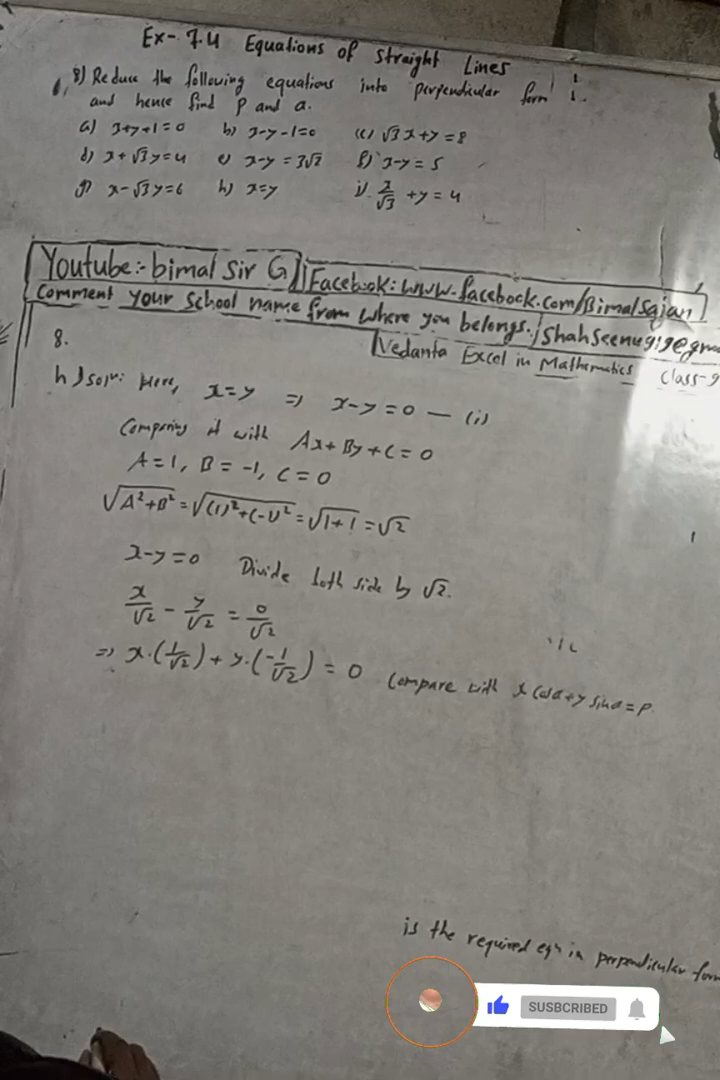 Ex- 7.4 Equations of Straight Lines
8) Reduce the following equations into perpendicular form
and hence find P and α.
a) x+y+1=0 b) x-y-1=0 (c) √3 x+y=8
d) x+√3y=4 e) x-y=3√2 f) x-y=5
g) x-√3y=6 h) x=y i) x/√3 +y=4
Youtube:- bimal Sir G Facebook: www.facebook.com/BimalSajan
Comment your school name from where you belongs.
Vedanta Excel in Mathematics Class-9
8.
h) Solⁿ: Here, x=y => x-y=0 — (i)
Comparing it with Ax+By+C=0
A=1, B=-1, C=0
√A²+B² = √(1)²+(-1)² = √1+1 = √2
x-y=0 Divide both side by √2.
x/√2 - y/√2 = 0/√2
=> x.(1/√2) + y.(-1/√2) = 0 Compare with x cosα+y sinα=P
is the required eqⁿ in perpendicular form
SUSBCRIBED